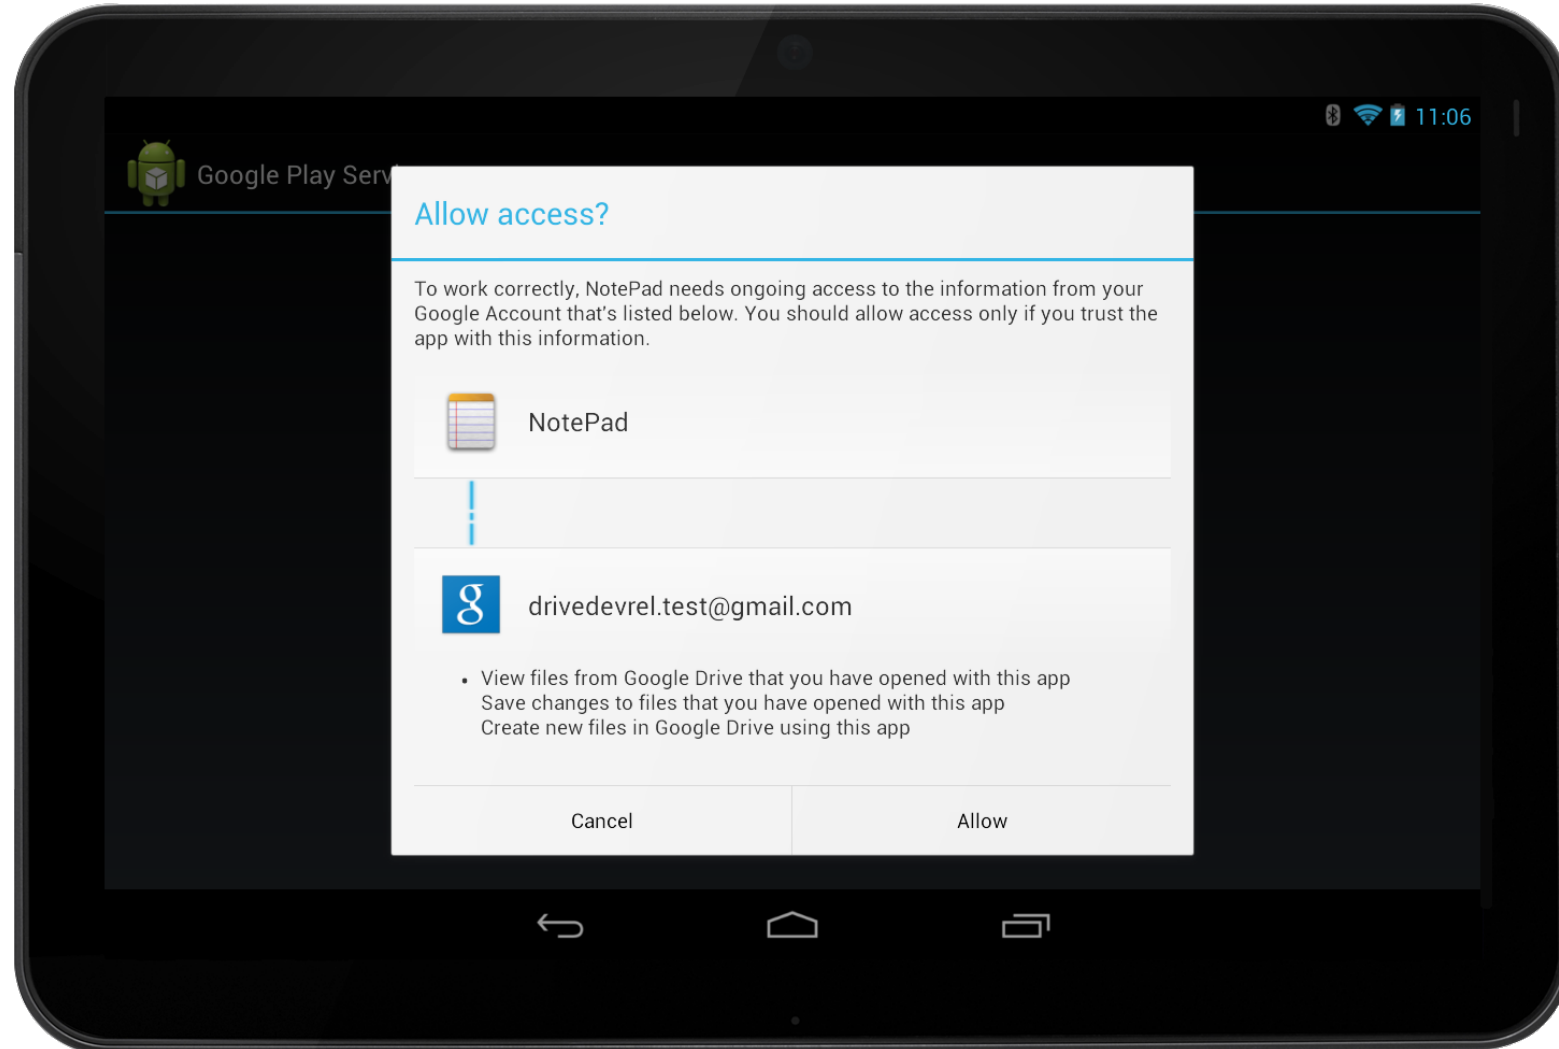 11:06
Google Play Serv
Allow access?
To work correctly, NotePad needs ongoing access to the information from your
Google Account that's listed below. You should allow access only if you trust the
app with this information.
NotePad
g
drivedevrel.test@gmail.com
• View files from Google Drive that you have opened with this app
Save changes to files that you have opened with this app
Create new files in Google Drive using this app
Cancel
Allow